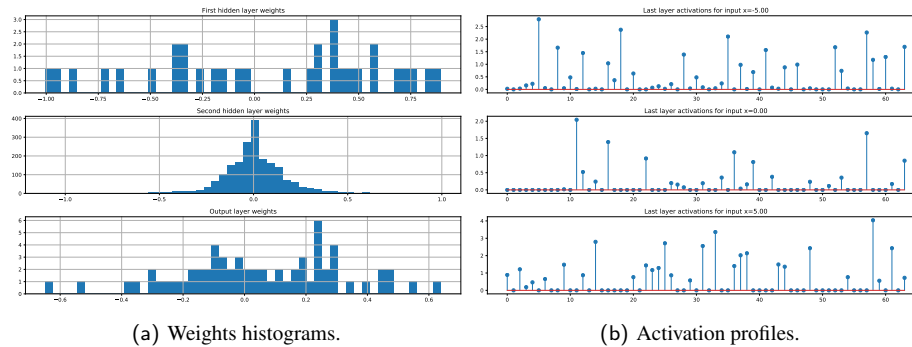 First hidden layer weights
3.0
2.5
2.0
1.5
1.0
0.5
0.0
−1.00 −0.75 −0.50 −0.25 0.00 0.25 0.50 0.75
Second hidden layer weights
400
300
200
100
0
−1.0 −0.5 0.0 0.5 1.0
Output layer weights
6
5
4
3
2
1
0
−0.6 −0.4 −0.2 0.0 0.2 0.4 0.6
(a) Weights histograms.
Last layer activations for input x=-5.00
2.5
2.0
1.5
1.0
0.5
0.0
0 10 20 30 40 50 60
Last layer activations for input x=0.00
2.0
1.5
1.0
0.5
0.0
0 10 20 30 40 50 60
Last layer activations for input x=5.00
4
3
2
1
0
0 10 20 30 40 50 60
(b) Activation profiles.